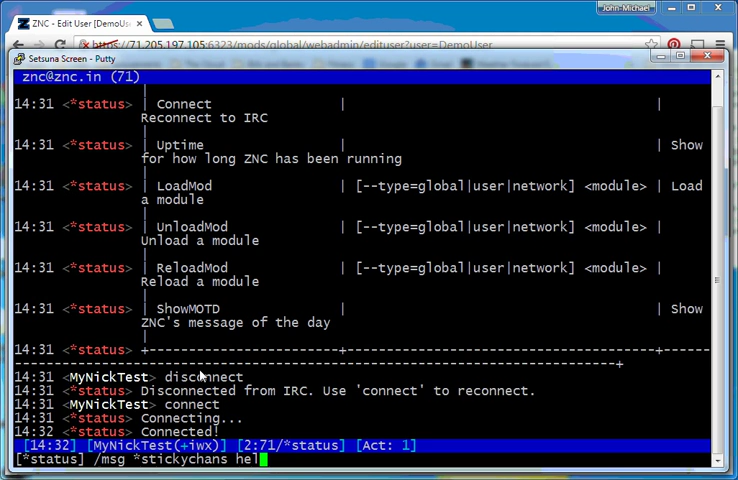 John-Michael
ZNC - Edit User [DemoUse
https://71.205.197.105:6323/mods/global/webadmin/edituser?user=DemoUser
Setsuna Screen - Putty
znc@znc.in (71)
|
14:31 <*status> | Connect | |
Reconnect to IRC
|
14:31 <*status> | Uptime | | Show
for how long ZNC has been running
|
14:31 <*status> | LoadMod | [--type=global|user|network] <module> | Load
a module
|
14:31 <*status> | UnloadMod | [--type=global|user|network] <module> |
Unload a module
|
14:31 <*status> | ReloadMod | [--type=global|user|network] <module> |
Reload a module
|
14:31 <*status> | ShowMOTD | | Show
ZNC's message of the day
|
14:31 <*status> +-------------------------+----------------------------------------+------
---------------------------------------------------------------------------+
14:31 <MyNickTest> disconnect
14:31 <*status> Disconnected from IRC. Use 'connect' to reconnect.
14:31 <MyNickTest> connect
14:31 <*status> Connecting...
14:32 <*status> Connected!
[14:32] [MyNickTest(+iwx)] [2:71/*status] [Act: 1]
[*status] /msg *stickychans hel